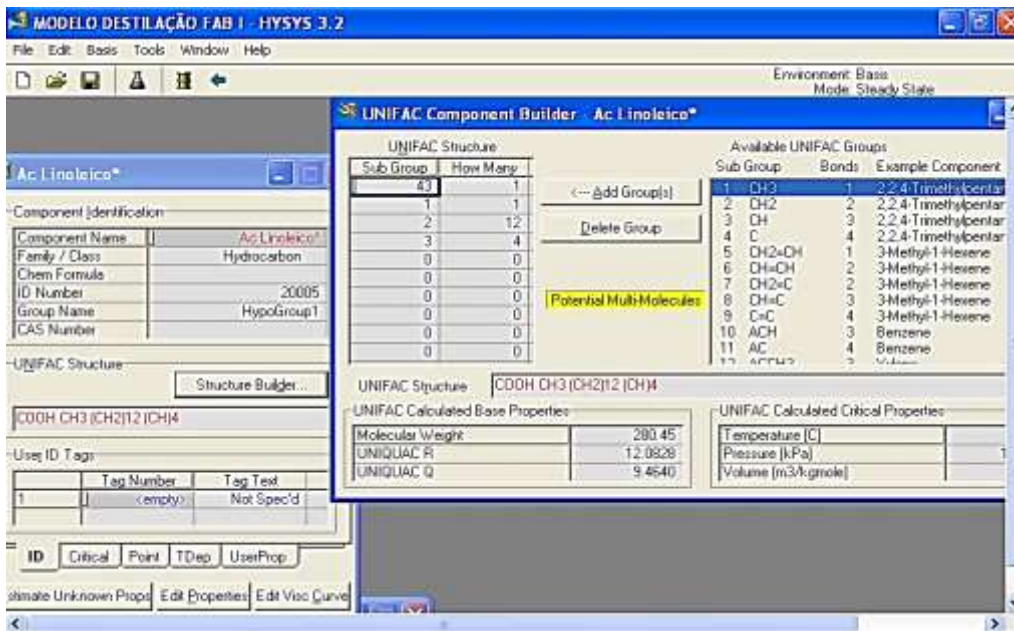 MODELO DESTILAÇÃO FAB I - HYSYS 3.2
File Edit Basis Tools Window Help
Environment: Basis
Mode: Steady State
Ac Linoleico*
Component Identification
Component Name Ac Linoleico*
Family / Class Hydrocarbon
Chem Formula
ID Number 20005
Group Name HypoGroup1
CAS Number
UNIFAC Structure
Structure Builder...
COOH CH3 (CH2)12 (CH)4
User ID Tags
Tag Number Tag Text
1 <empty> Not Spec'd
ID Critical Point TDep UserProp
stimate Unknown Props Edit Properties Edit Visc Curve
UNIFAC Component Builder - Ac Linoleico*
UNIFAC Structure
Sub Group How Many
43 1
1 1
2 12
3 4
0 0
0 0
0 0
0 0
0 0
0 0
<--- Add Group(s)
Delete Group
Potential Multi-Molecules
Available UNIFAC Groups
Sub Group Bonds Example Component
1 CH3 1 2,2,4-Trimethylpentar
2 CH2 2 2,2,4-Trimethylpentar
3 CH 3 2,2,4-Trimethylpentar
4 C 4 2,2,4-Trimethylpentar
5 CH2=CH 1 3-Methyl-1-Hexene
6 CH=CH 2 3-Methyl-1-Hexene
7 CH2=C 2 3-Methyl-1-Hexene
8 CH=C 3 3-Methyl-1-Hexene
9 C=C 4 3-Methyl-1-Hexene
10 ACH 3 Benzene
11 AC 4 Benzene
UNIFAC Structure COOH CH3 (CH2)12 (CH)4
UNIFAC Calculated Base Properties
Molecular Weight 280.45
UNIQUAC R 12.0828
UNIQUAC Q 9.4640
UNIFAC Calculated Critical Properties
Temperature [C]
Pressure [kPa] 1
Volume [m3/kgmole]